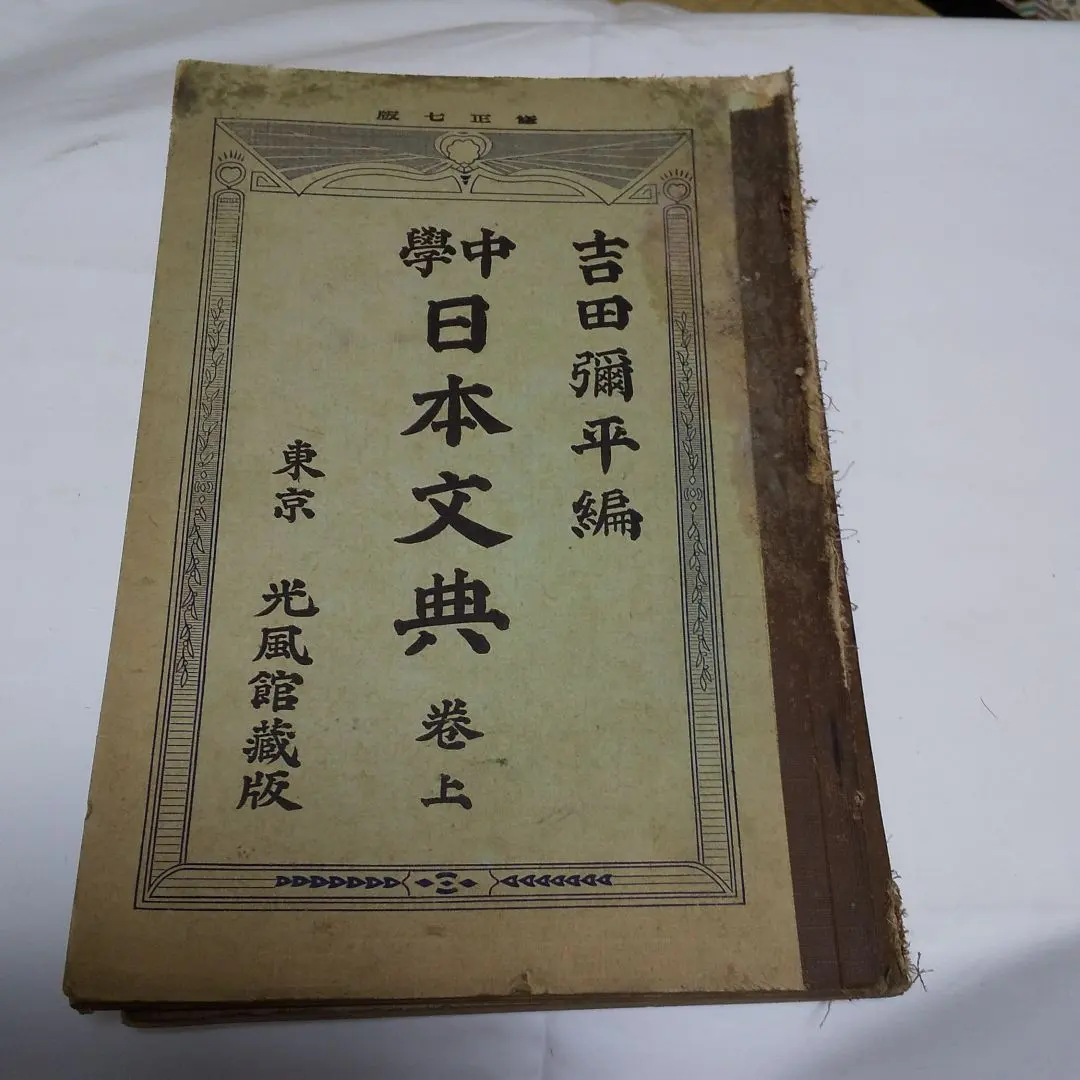 修正七版
吉田彌平編
中學日本文典 卷上
東京 光風館藏版